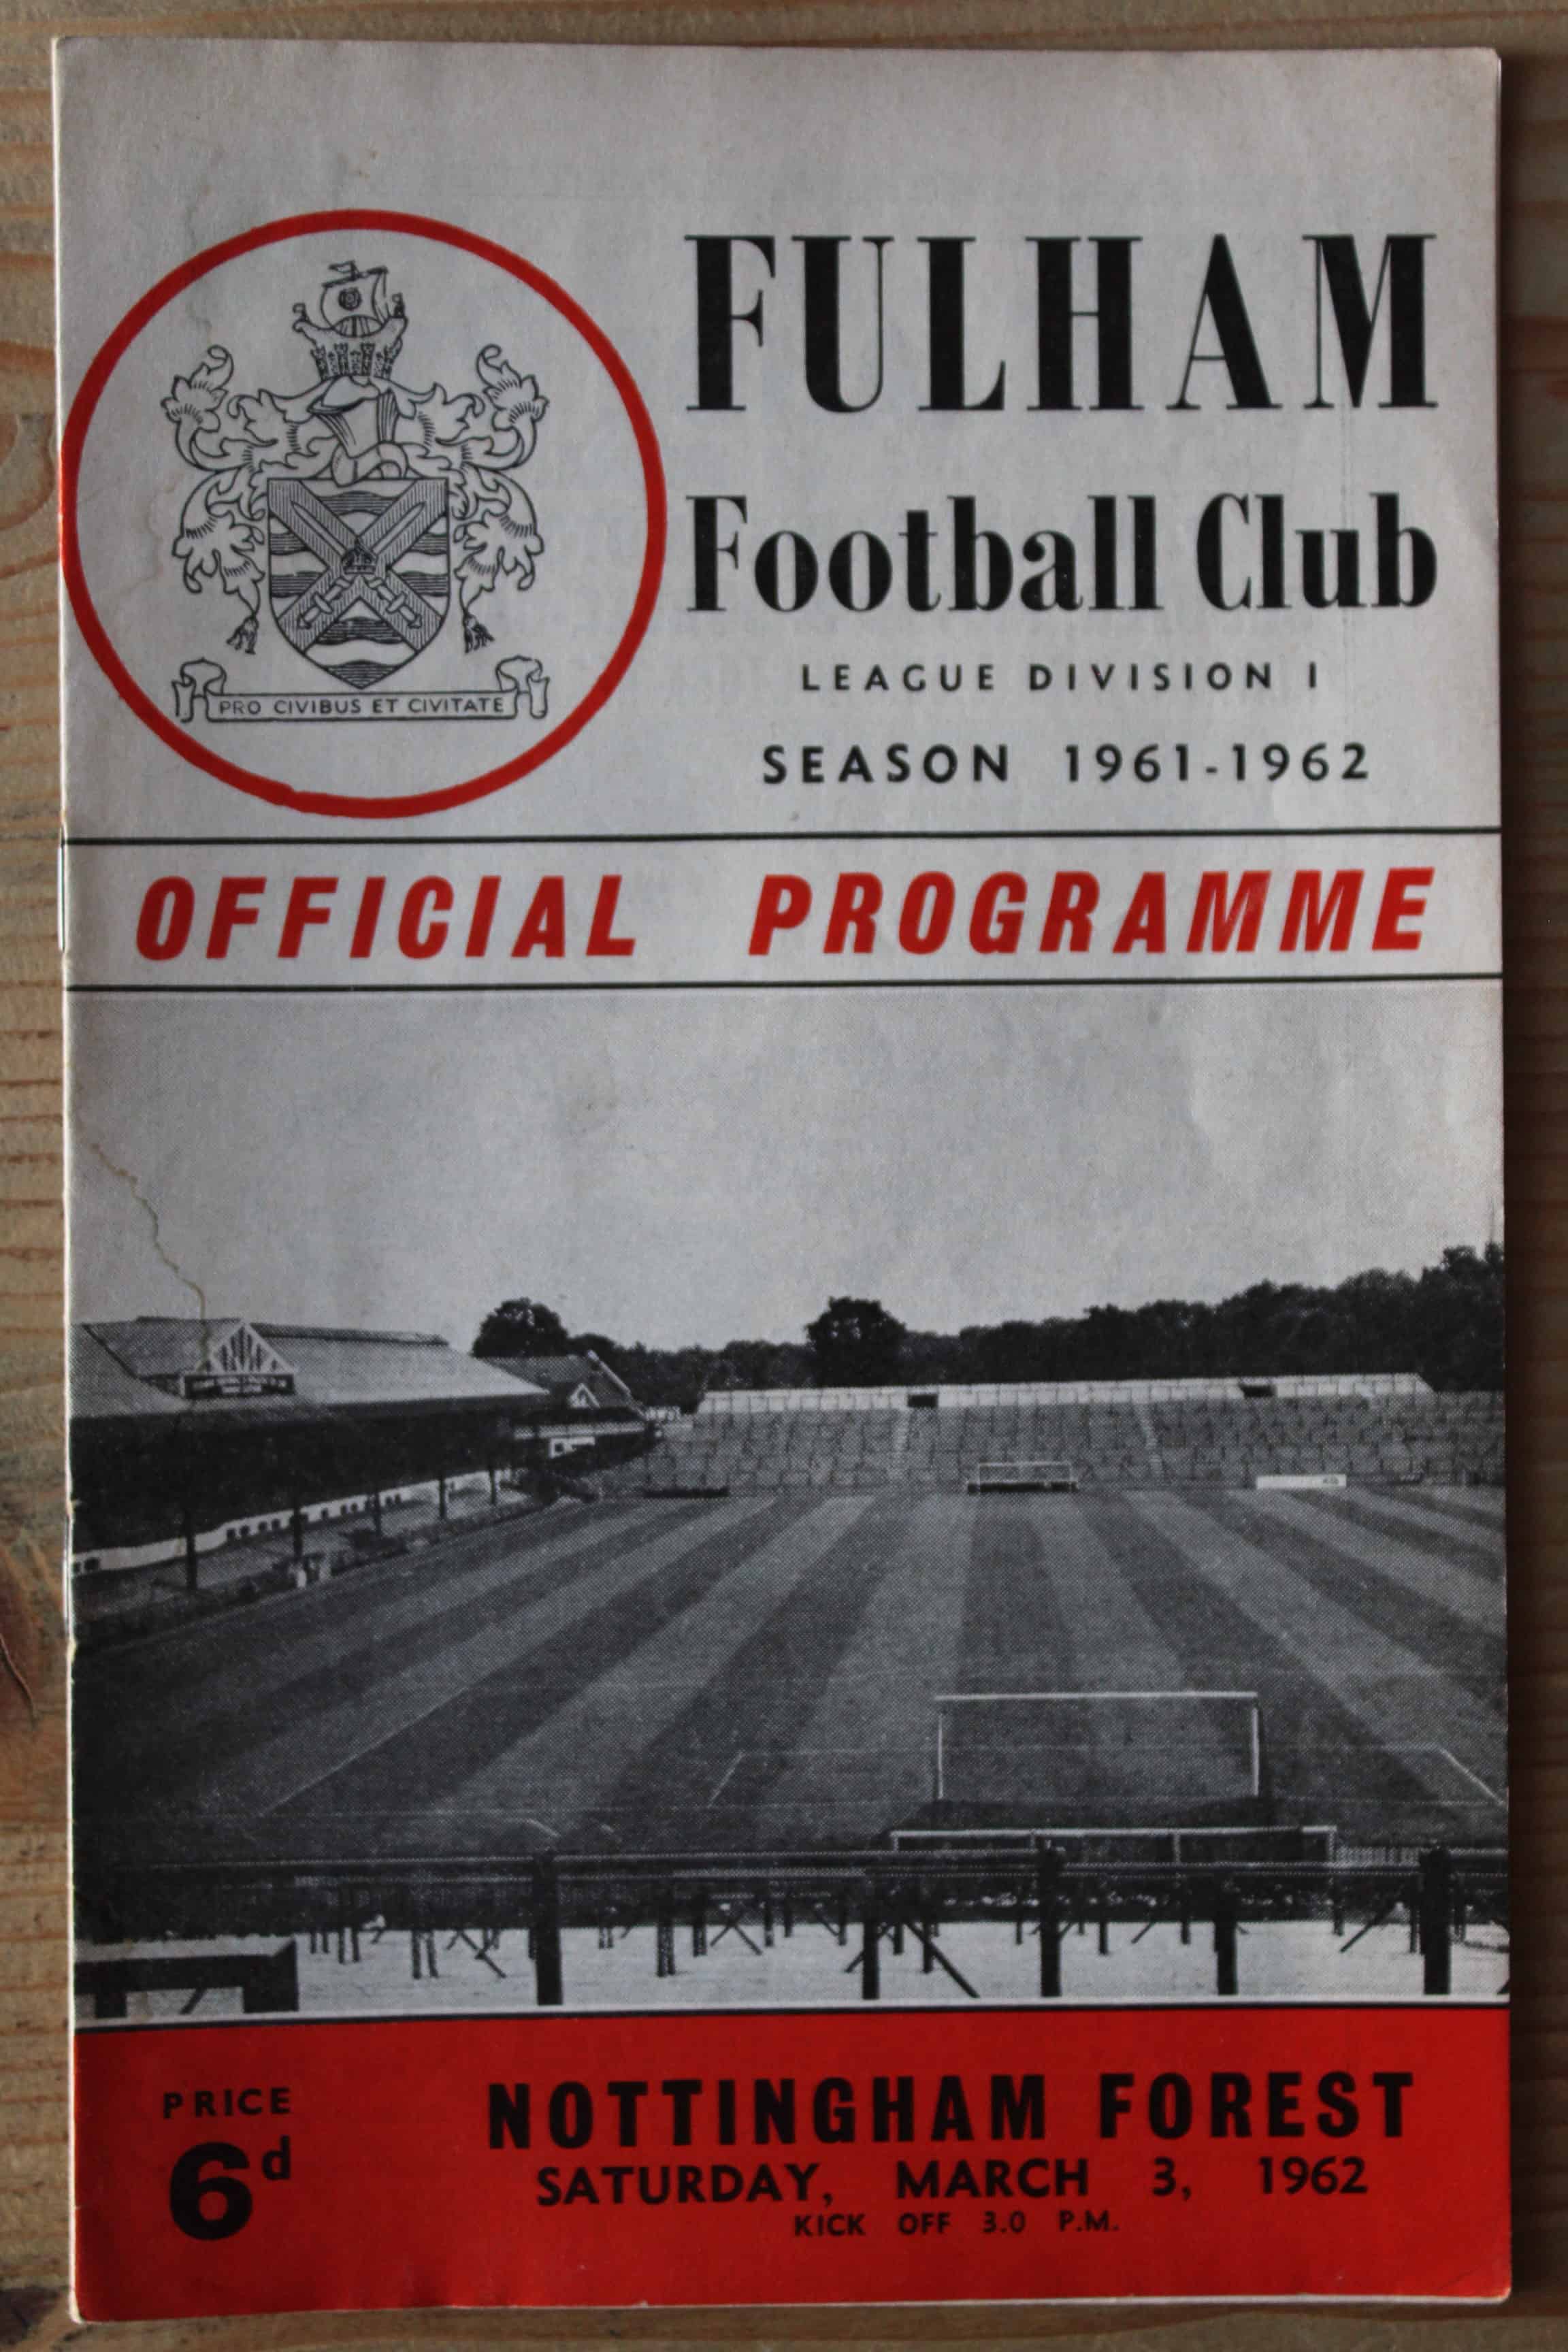 FULHAM
Football Club
LEAGUE DIVISION I
SEASON 1961-1962
PRO CIVIBUS ET CIVITATE
OFFICIAL PROGRAMME
PRICE
6d
NOTTINGHAM FOREST
SATURDAY, MARCH 3, 1962
KICK OFF 3.0 P.M.